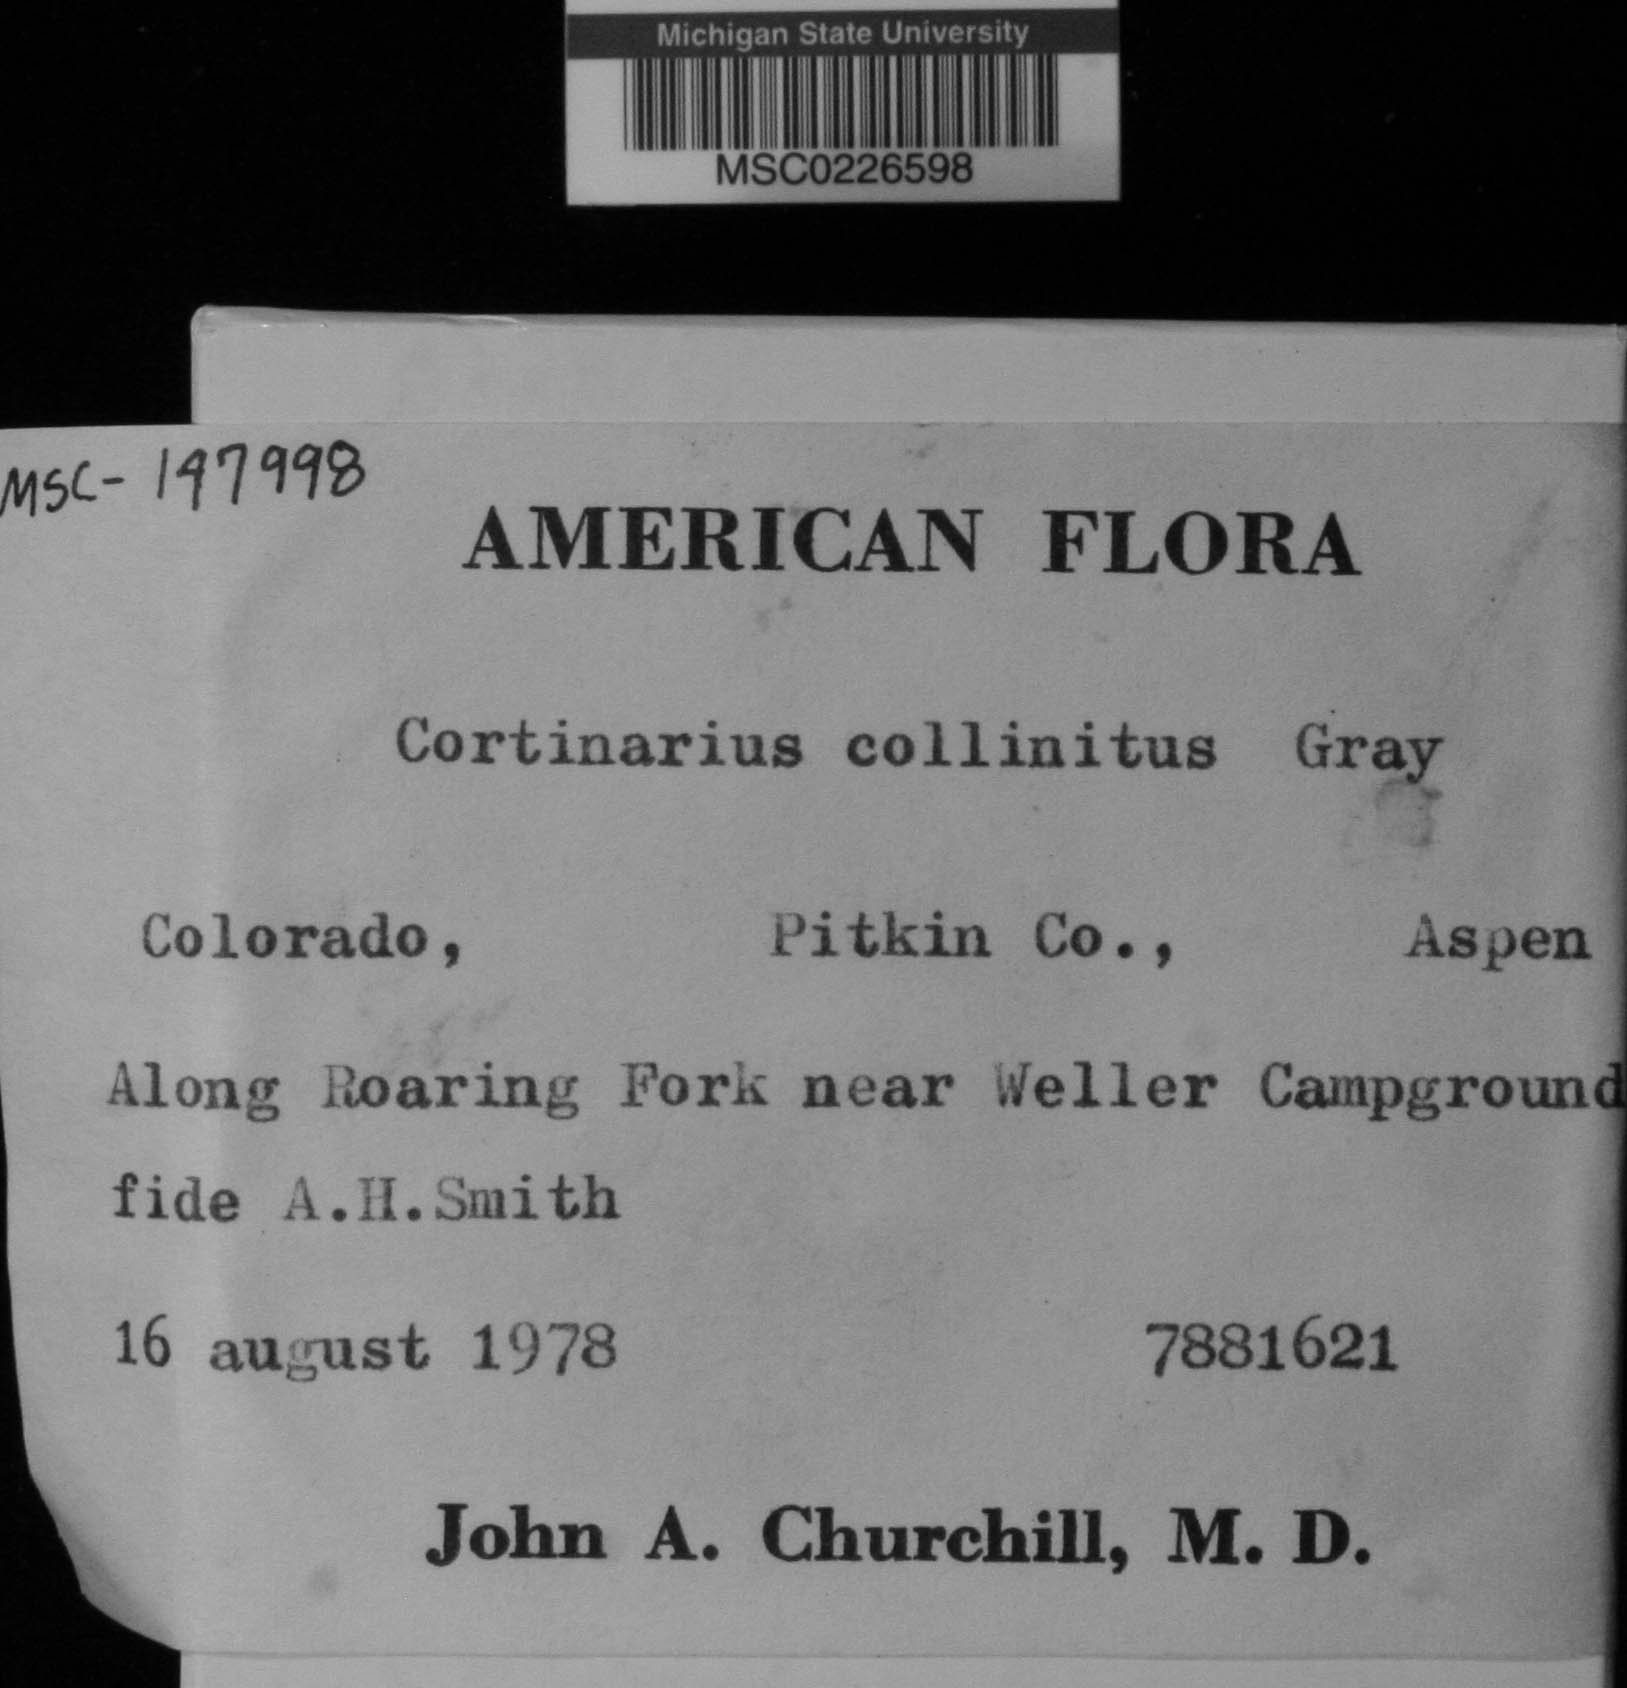 Michigan State University
MSC0226598
MSC- 197998
AMERICAN FLORA
Cortinarius collinitus Gray
Colorado, Pitkin Co., Aspen
Along Roaring Fork near Weller Campground
fide A.H.Smith
16 august 1978 7881621
John A. Churchill, M. D.